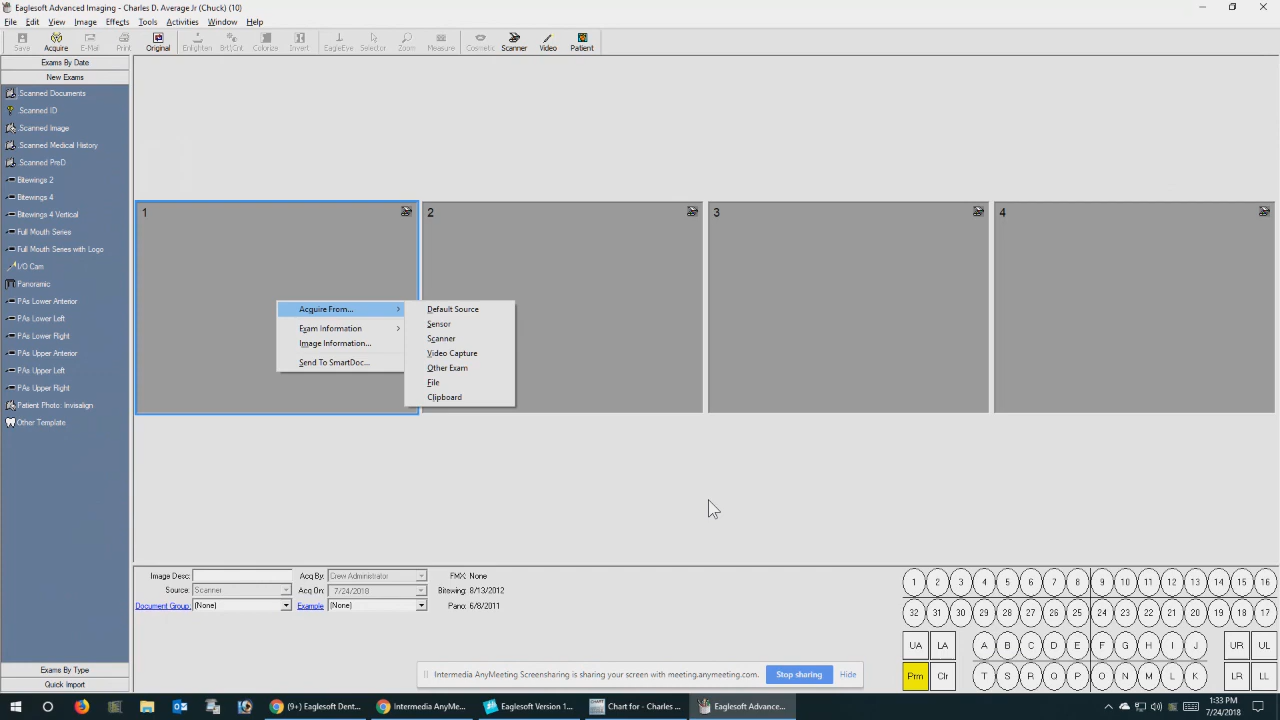 Eaglesoft Advanced Imaging - Charles D. Average Jr (Chuck) (10)
File Edit View Image Effects Tools Activities Window Help
Save Acquire E-Mail Print Original Enlighten Brt/Cnt Colorize Invert EagleEye Selector Zoom Measure Cosmetic Scanner Video Patient
Exams By Date
New Exams
.Scanned Documents
.Scanned ID
.Scanned Image
.Scanned Medical History
.Scanned PreD
Bitewings 2
Bitewings 4
Bitewings 4 Vertical
Full Mouth Series
Full Mouth Series with Logo
I/O Cam
Panoramic
PAs Lower Anterior
PAs Lower Left
PAs Lower Right
PAs Upper Anterior
PAs Upper Left
PAs Upper Right
Patient Photo: Invisalign
Other Template
1 2 3 4
Acquire From...
Exam Information
Image Information...
Send To SmartDoc...
Default Source
Sensor
Scanner
Video Capture
Other Exam
File
Clipboard
Image Desc: Acq By: Crew Administrator FMX: None
Source: Scanner Acq On: 7/24/2018 Bitewing: 8/13/2012
Document Group: (None) Example (None) Pano: 6/8/2011
1 2 3 4 5 6 7 8 9 10 11 12 13 14 15 16
32 31 30 29 28 27 26 25 24 23 22 21 20 19 18 17
UA LA A B C D E F G H I J UR UL
Prm Clr T S R Q P O N M L K LR LL
Exams By Type
Quick Import
Intermedia AnyMeeting Screensharing is sharing your screen with meeting.anymeeting.com. Stop sharing Hide
(9+) Eaglesoft Dent... Intermedia AnyMe... Eaglesoft Version 1... Chart for - Charles ... Eaglesoft Advance...
1:33 PM
7/24/2018